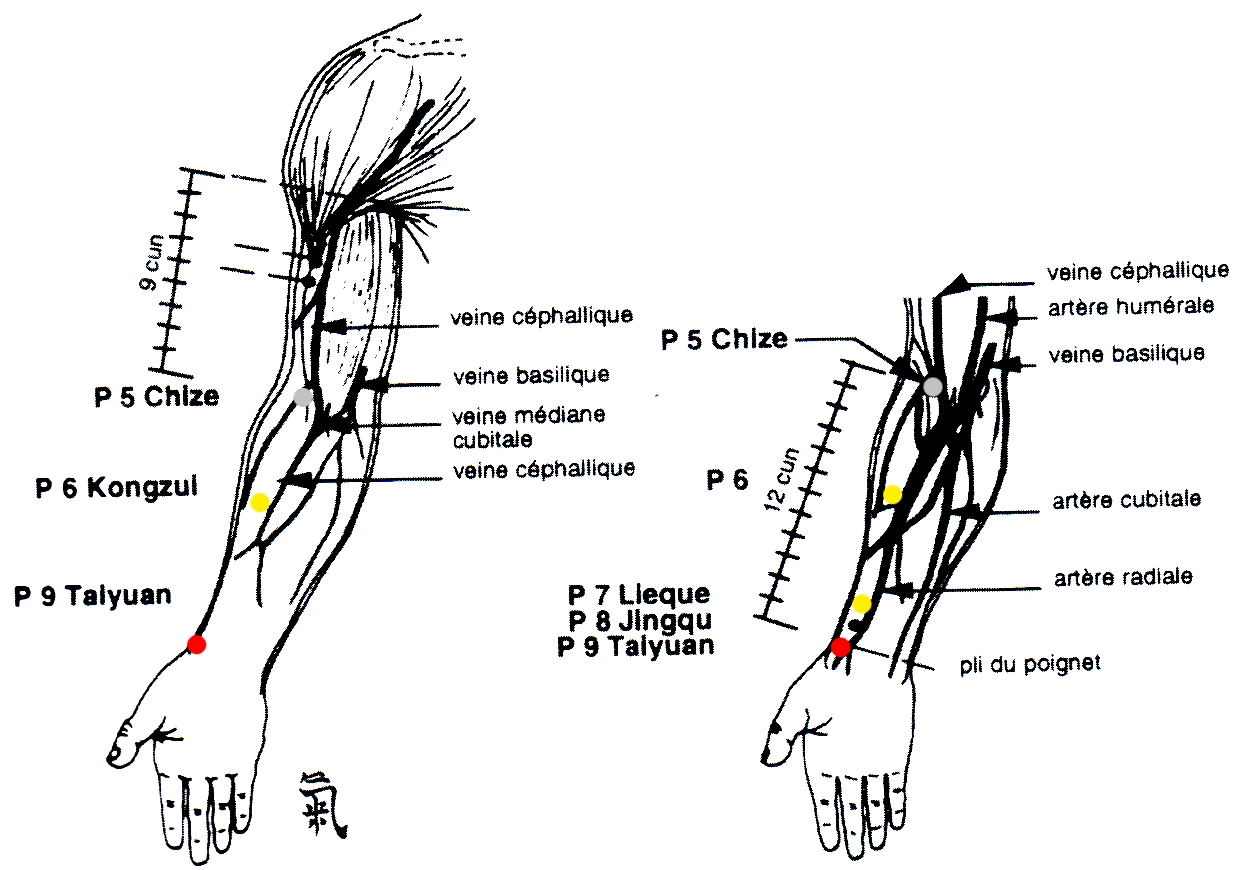 9 cun
veine céphallique
P 5 Chize
veine basilique
veine médiane
cubitale
veine céphallique
P 6 Kongzui
P 9 Taiyuan
氣
veine céphallique
artère humérale
P 5 Chize
veine basilique
12 cun
P 6
artère cubitale
artère radiale
P 7 Lieque
P 8 Jingqu
P 9 Taiyuan
pli du poignet